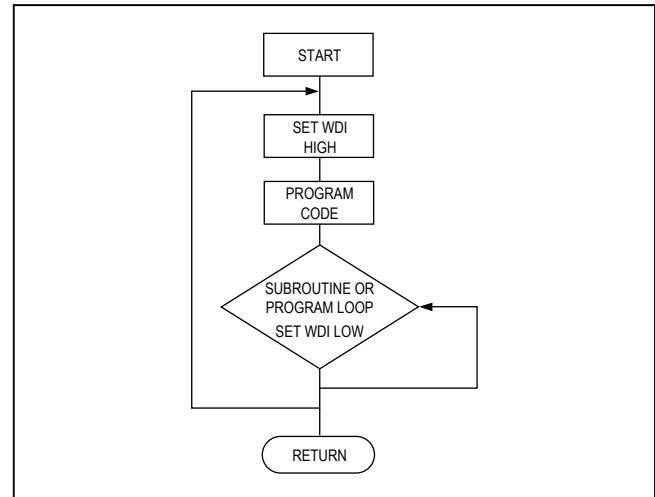 START
SET WDI
HIGH
PROGRAM
CODE
SUBROUTINE OR
PROGRAM LOOP
SET WDI LOW
RETURN